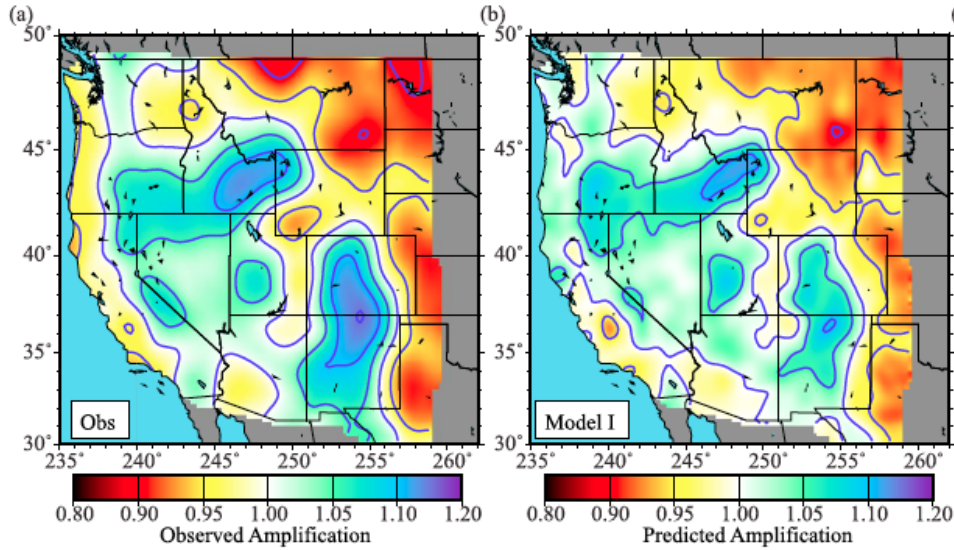 (a)
(b)
50°
45°
40°
35°
30°
Obs
235° 240° 245° 250° 255° 260°
0.80 0.90 0.95 1.00 1.05 1.10 1.20
Observed Amplification
50°
45°
40°
35°
30°
Model I
235° 240° 245° 250° 255° 260°
0.80 0.90 0.95 1.00 1.05 1.10 1.20
Predicted Amplification